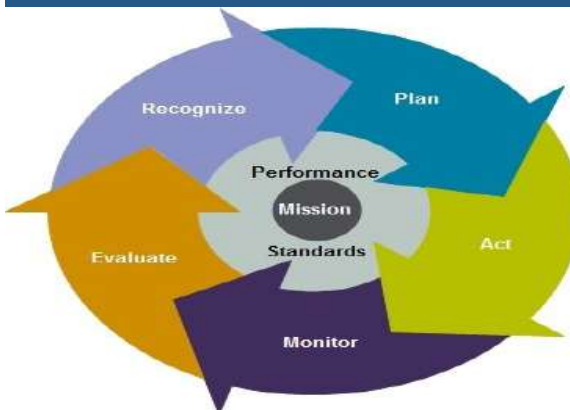 Recognize
Plan
Performance
Mission
Standards
Act
Evaluate
Monitor